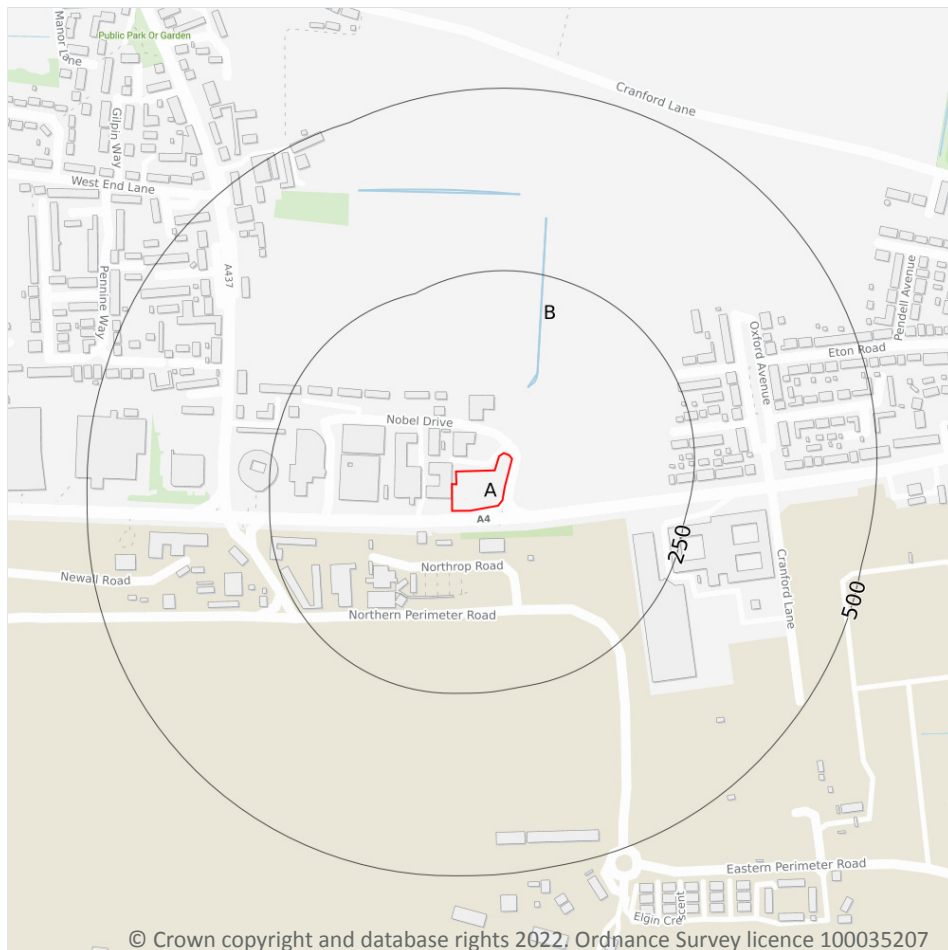 Manor Lane
Public Park Or Garden
Gilpin Way
Cranford Lane
West End Lane
A437
Pennine Way
B
Oxford Avenue
Pendell Avenue
Eton Road
Nobel Drive
A
A4
250
Newall Road
Northrop Road
Northern Perimeter Road
Cranford Lane
500
Eastern Perimeter Road
Elgin Crescent
© Crown copyright and database rights 2022. Ordnance Survey licence 100035207